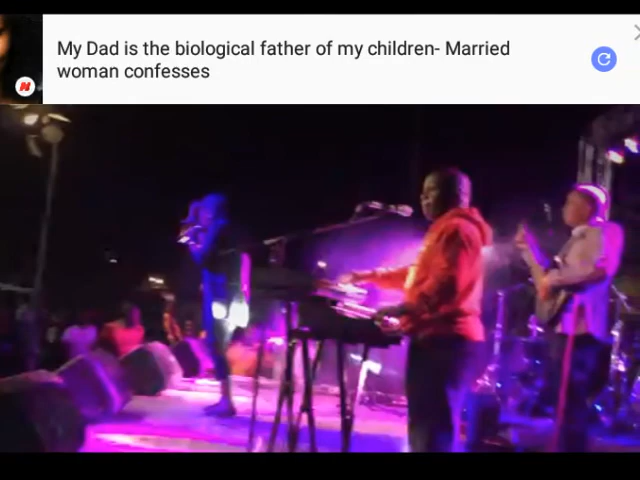 My Dad is the biological father of my children- Married
woman confesses